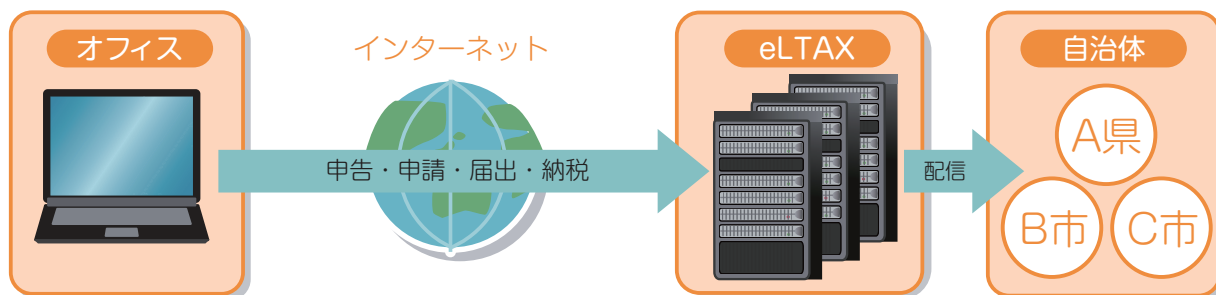 オフィス
インターネット
eLTAX
自治体
申告・申請・届出・納税
配信
A県
B市
C市